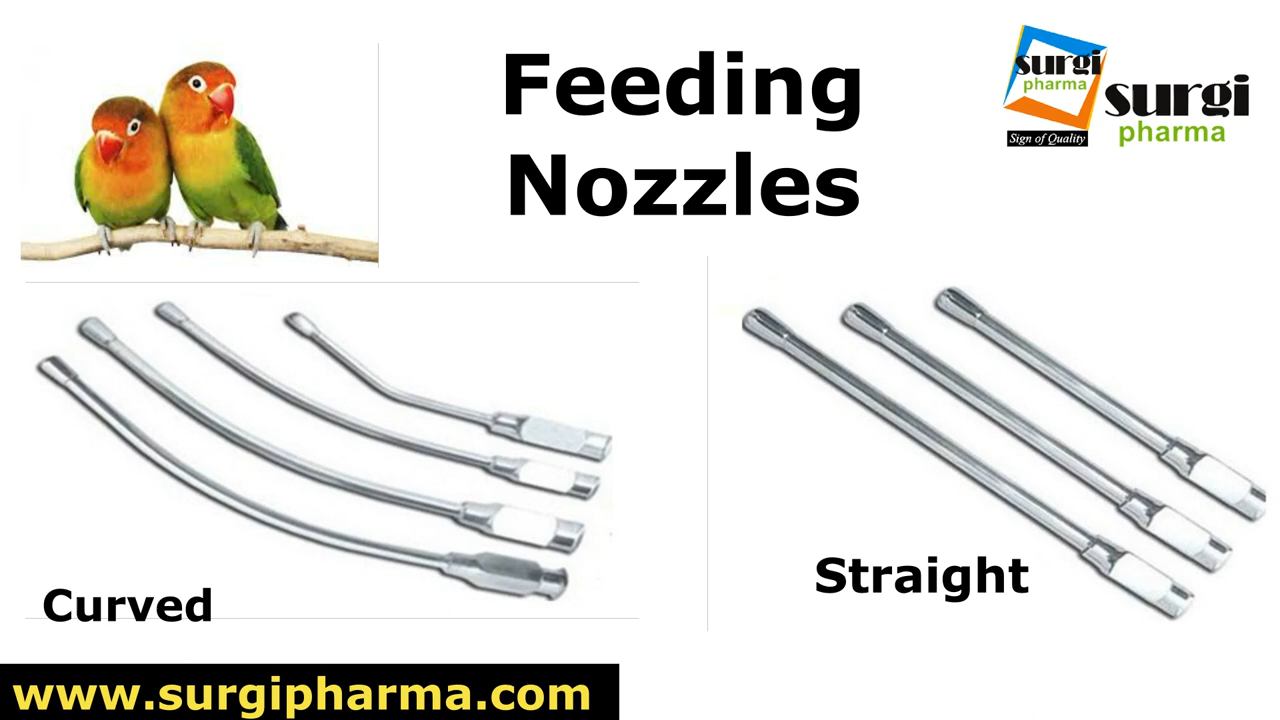 Feeding
Nozzles
surgi
pharma
Sign of Quality
surgi
pharma
Curved
Straight
www.surgipharma.com